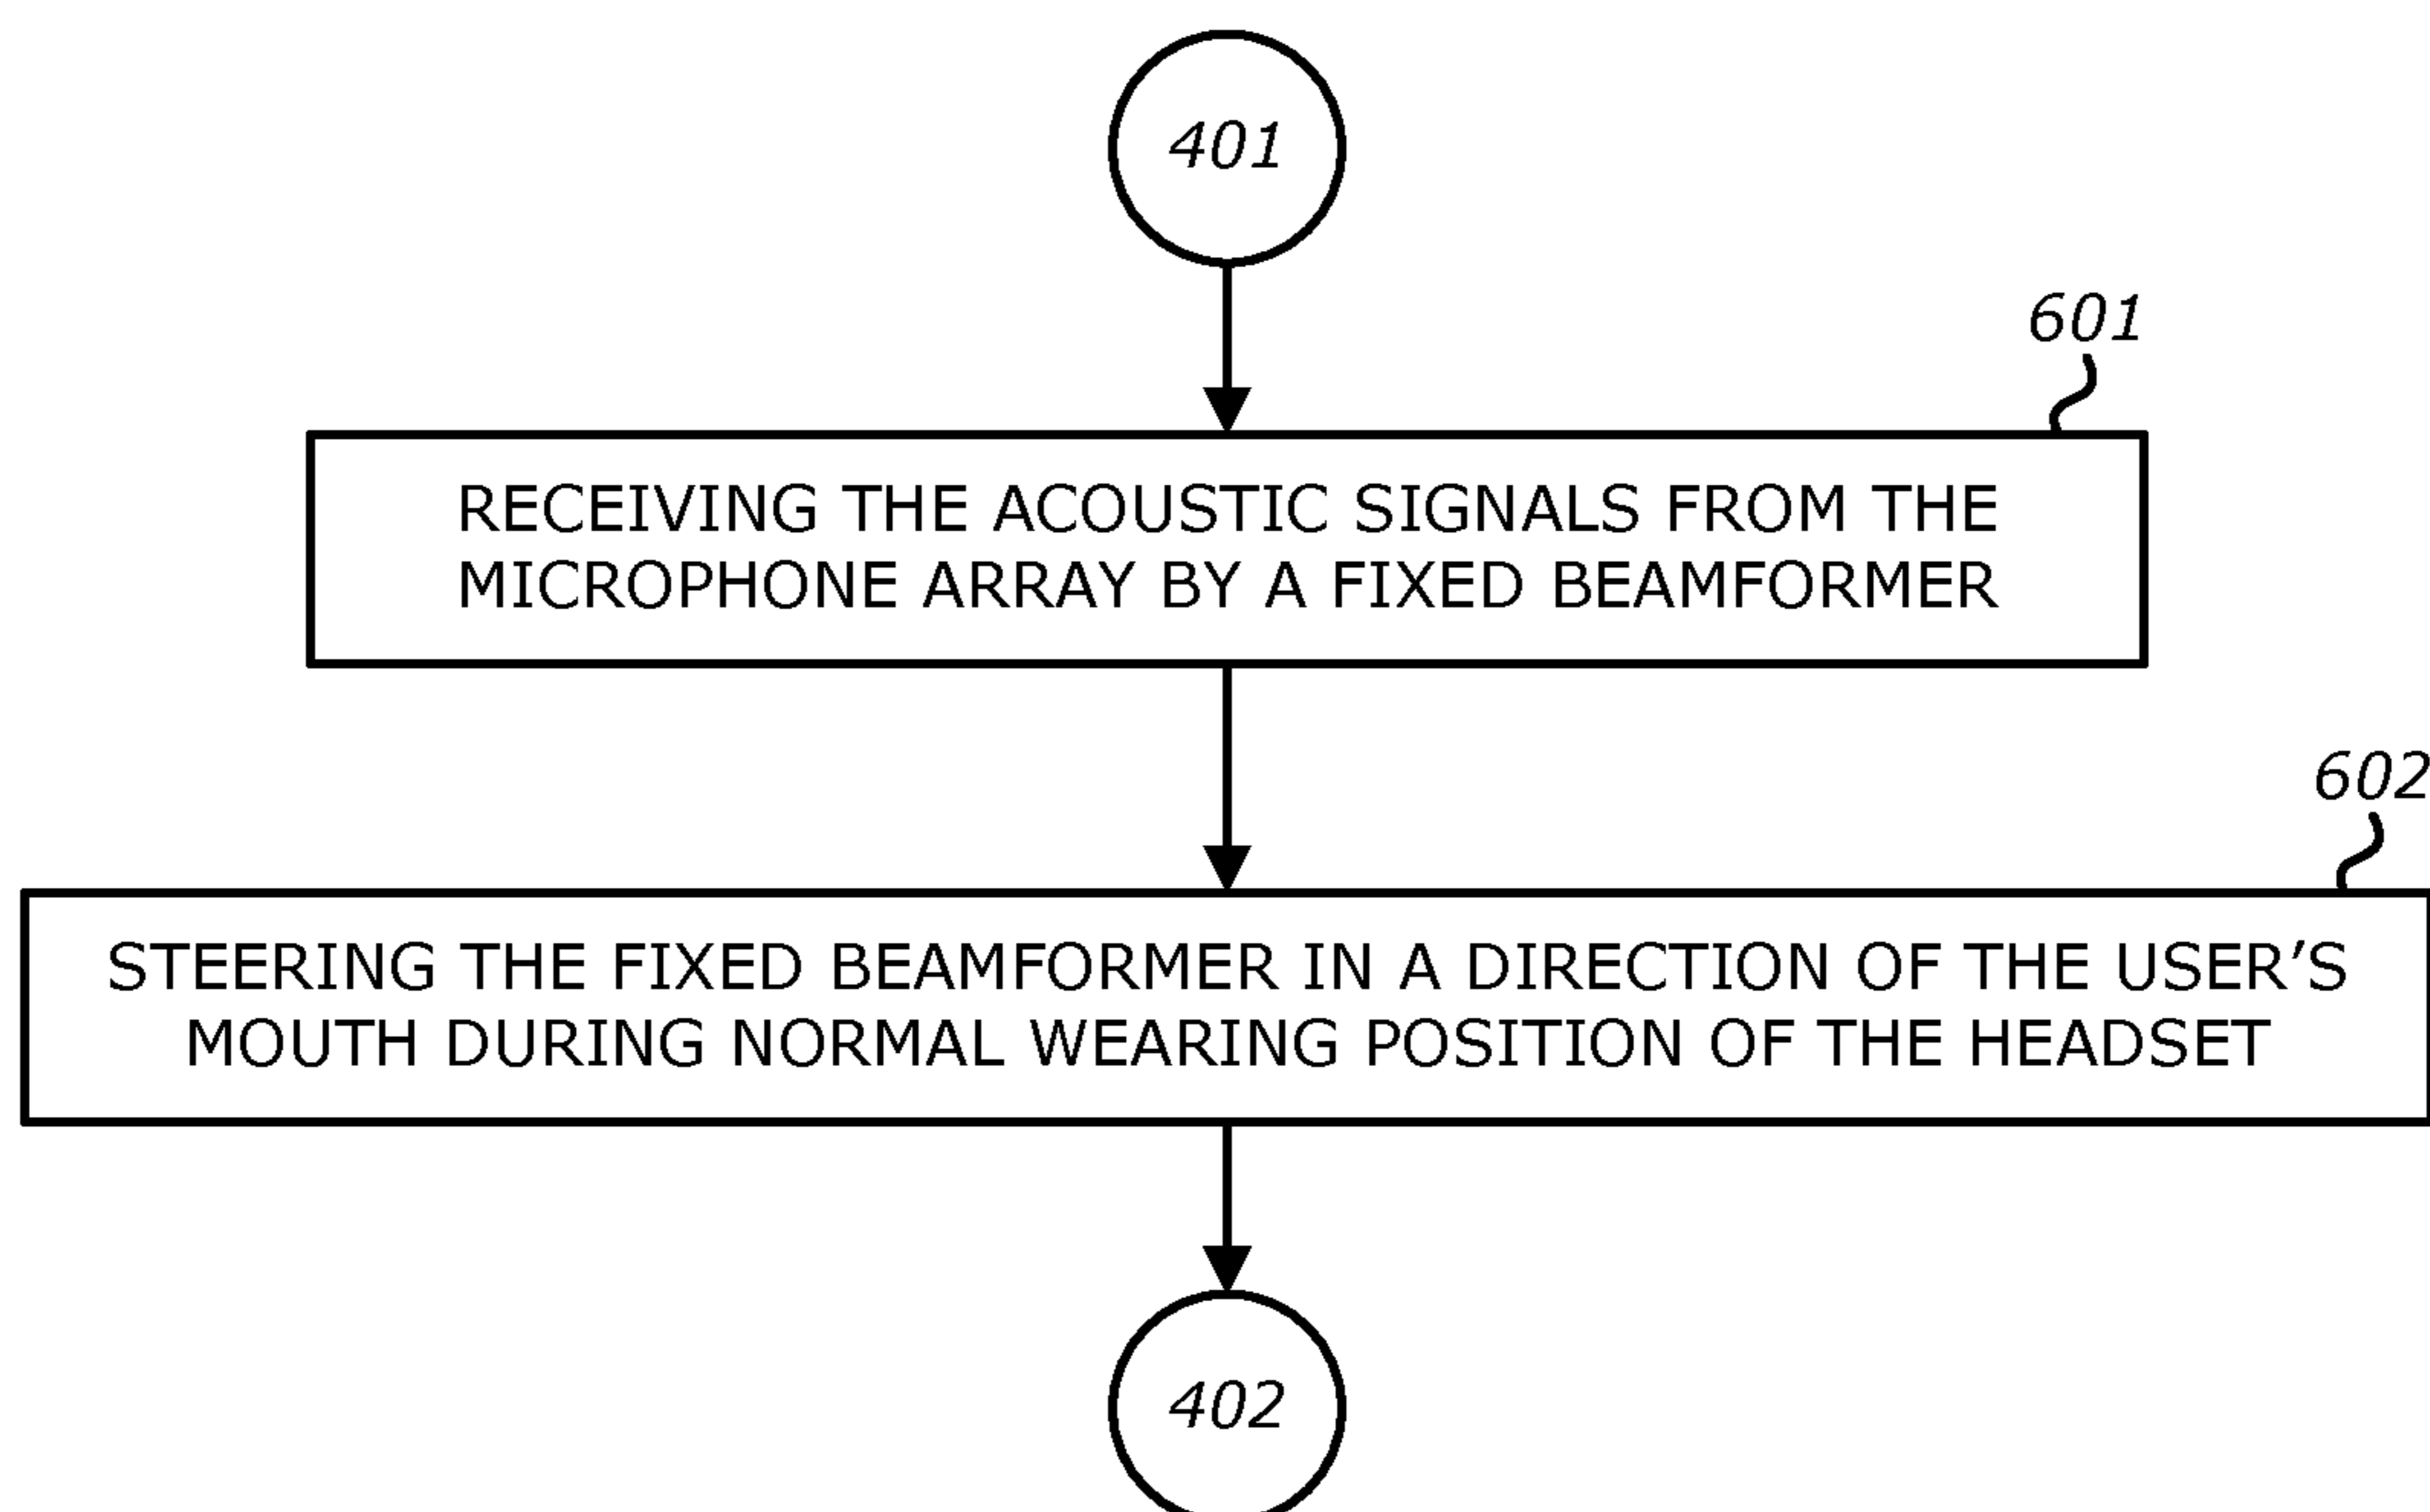 401
601
RECEIVING THE ACOUSTIC SIGNALS FROM THE
MICROPHONE ARRAY BY A FIXED BEAMFORMER
602
STEERING THE FIXED BEAMFORMER IN A DIRECTION OF THE USER’S
MOUTH DURING NORMAL WEARING POSITION OF THE HEADSET
402